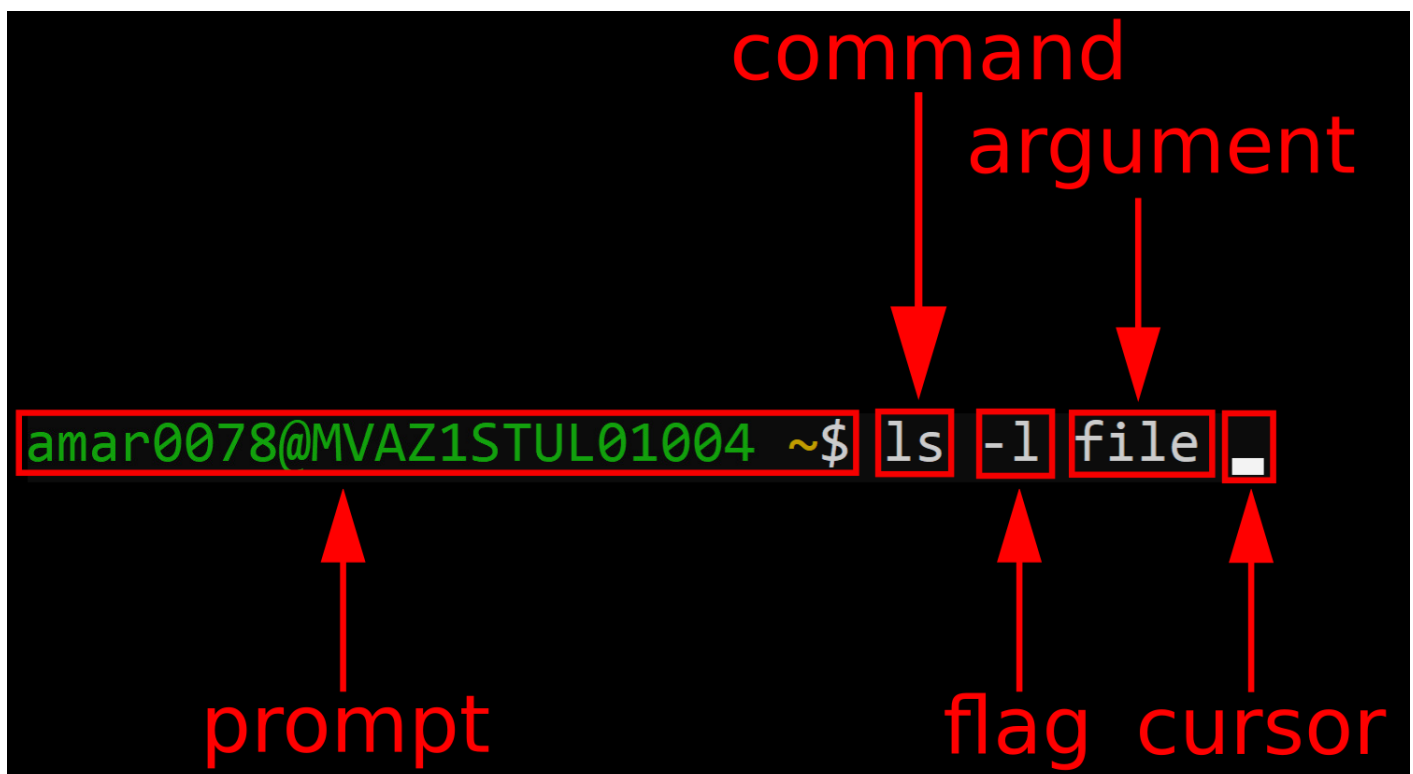 command
argument
amar0078@MVAZ1STUL01004 ~$ ls -l file _
prompt
flag cursor